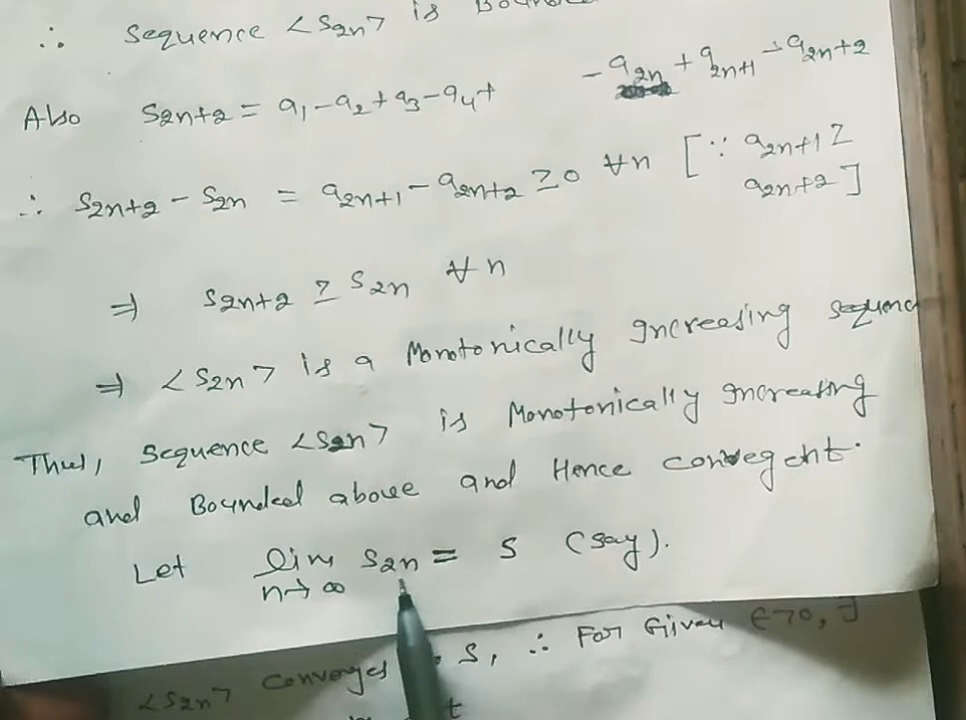 ∴ Sequence <S2n> is
Also S2n+2 = a1-a2+a3-a4+ -a2n+a2n+1-a2n+2
∴ S2n+2 - S2n = a2n+1 - a2n+2 ≥0 ∀n [∵ a2n+1 ≥
a2n+2]
⇒ S2n+2 ≥ S2n ∀n
⇒ <S2n> is a Monotonically Increasing sequenc
Thus, Sequence <S2n> is Monotonically Increasing
and Bounded above and Hence convegent.
Let lim S2n = S (say).
n→∞
<S2n> Converges S, ∴ For Given ∈>0, ∃